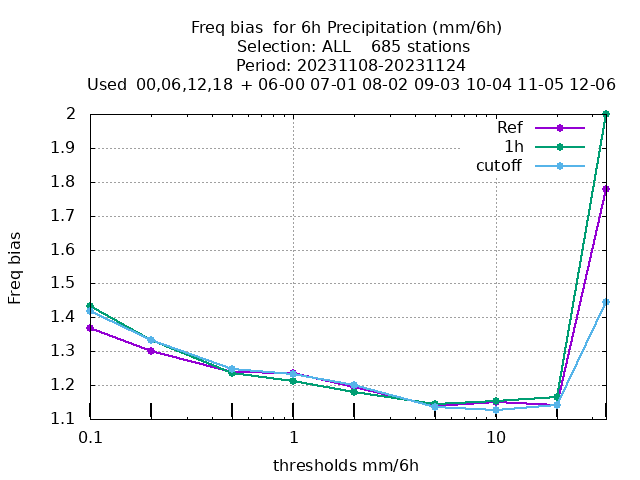 Freq bias  for 6h Precipitation (mm/6h)
Selection: ALL    685 stations
Period: 20231108-20231124
Used  00,06,12,18  + 06-00 07-01 08-02 09-03 10-04 11-05 12-06
2
1.9
1.8
1.7
1.6
1.5
1.4
1.3
1.2
1.1
Freq bias
Ref
1h
cutoff
0.1 1 10
thresholds mm/6h